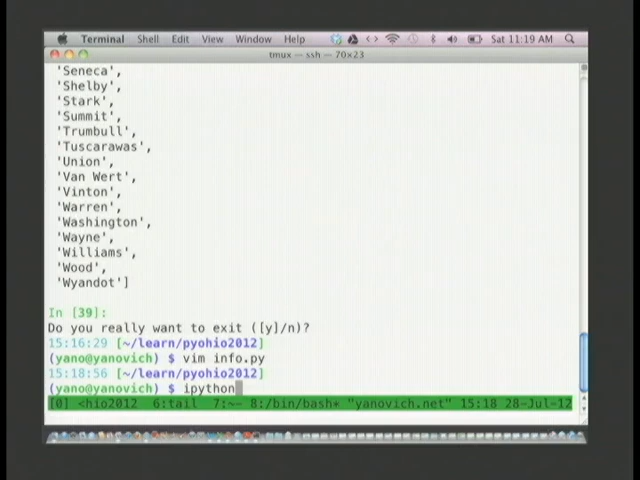 Terminal Shell Edit View Window Help Sat 11:19 AM
tmux — ssh — 70×23
'Seneca',
'Shelby',
'Stark',
'Summit',
'Trumbull',
'Tuscarawas',
'Union',
'Van Wert',
'Vinton',
'Warren',
'Washington',
'Wayne',
'Williams',
'Wood',
'Wyandot']
In [39]:
Do you really want to exit ([y]/n)?
15:16:29 [~/learn/pyohio2012]
(yano@yanovich) $ vim info.py
15:18:56 [~/learn/pyohio2012]
(yano@yanovich) $ ipython
[0] <hio2012 6:tail 7:~- 8:/bin/bash* "yanovich.net" 15:18 28-Jul-12